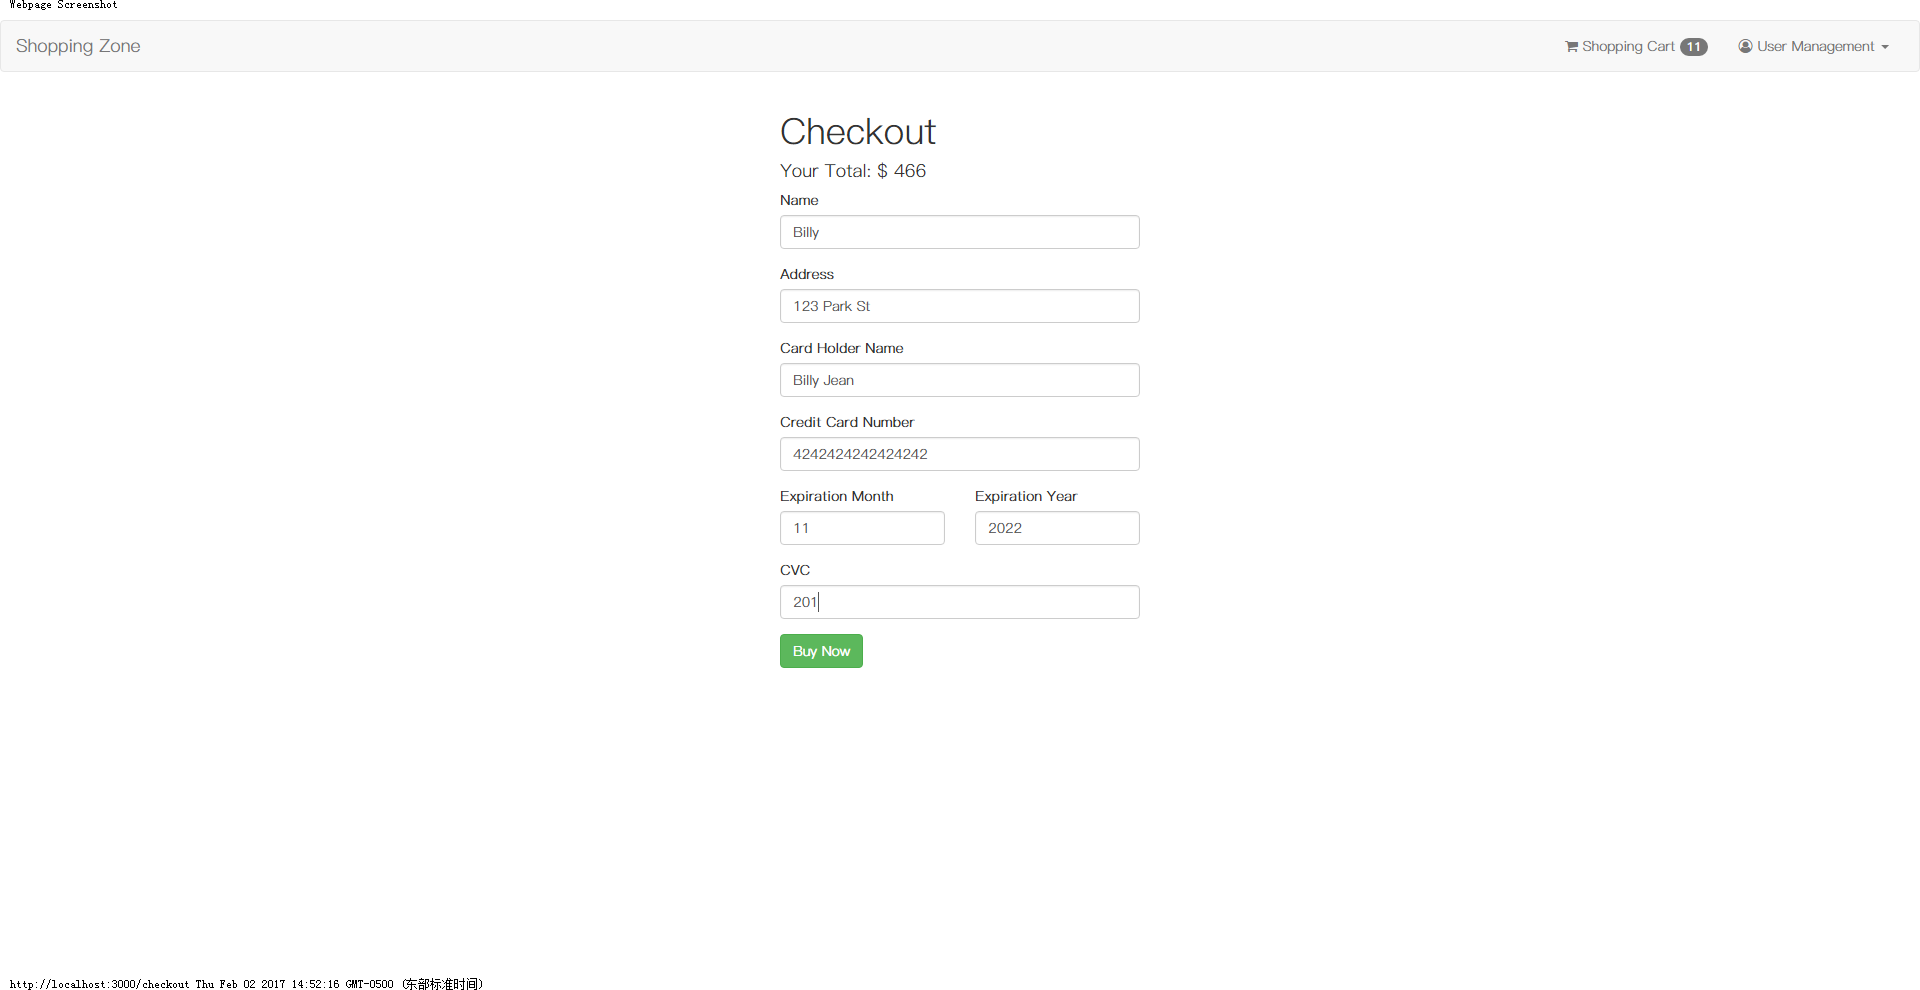 Webpage Screenshot
Shopping Zone
Shopping Cart 11
User Management
Checkout
Your Total: $ 466
Name
Billy
Address
123 Park St
Card Holder Name
Billy Jean
Credit Card Number
4242424242424242
Expiration Month
Expiration Year
11
2022
CVC
201
Buy Now
http://localhost:3000/checkout Thu Feb 02 2017 14:52:16 GMT-0500 (东部标准时间)